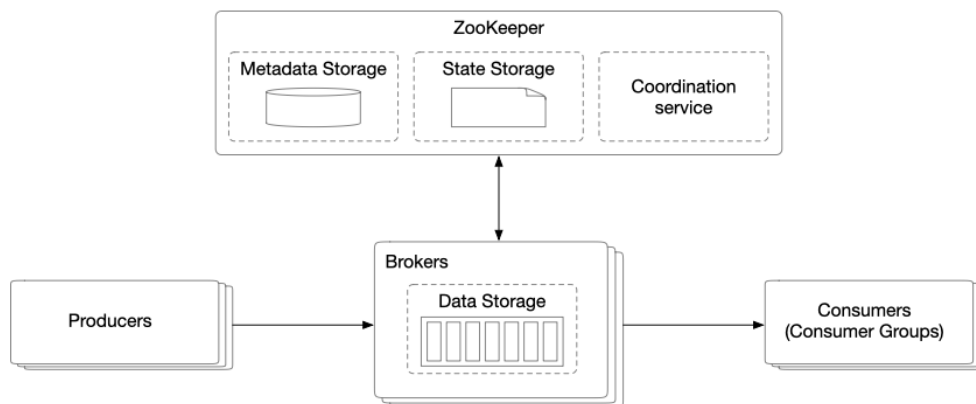 ZooKeeper
Metadata Storage
State Storage
Coordination
service
Brokers
Data Storage
Producers
Consumers
(Consumer Groups)